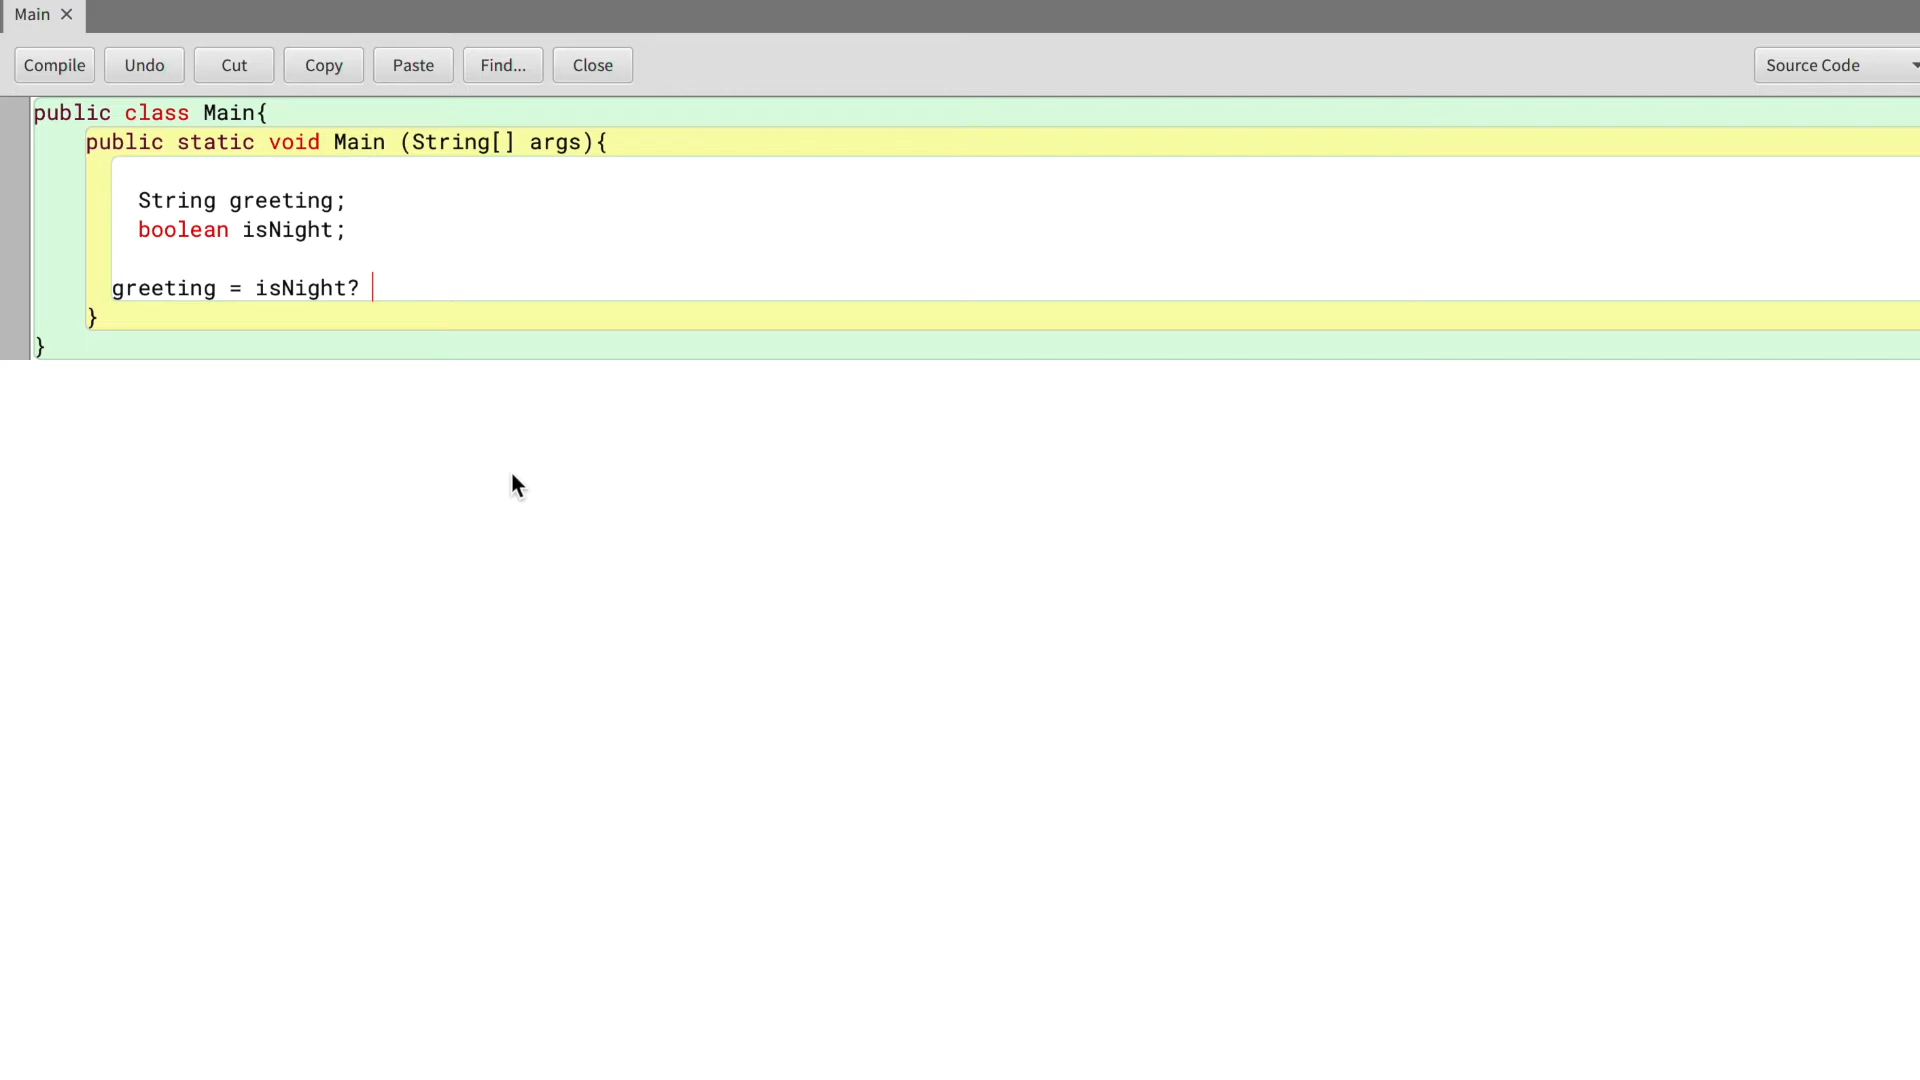 Main ×
Compile Undo Cut Copy Paste Find... Close Source Code
public class Main{
public static void Main (String[] args){
String greeting;
boolean isNight;
greeting = isNight?
}
}